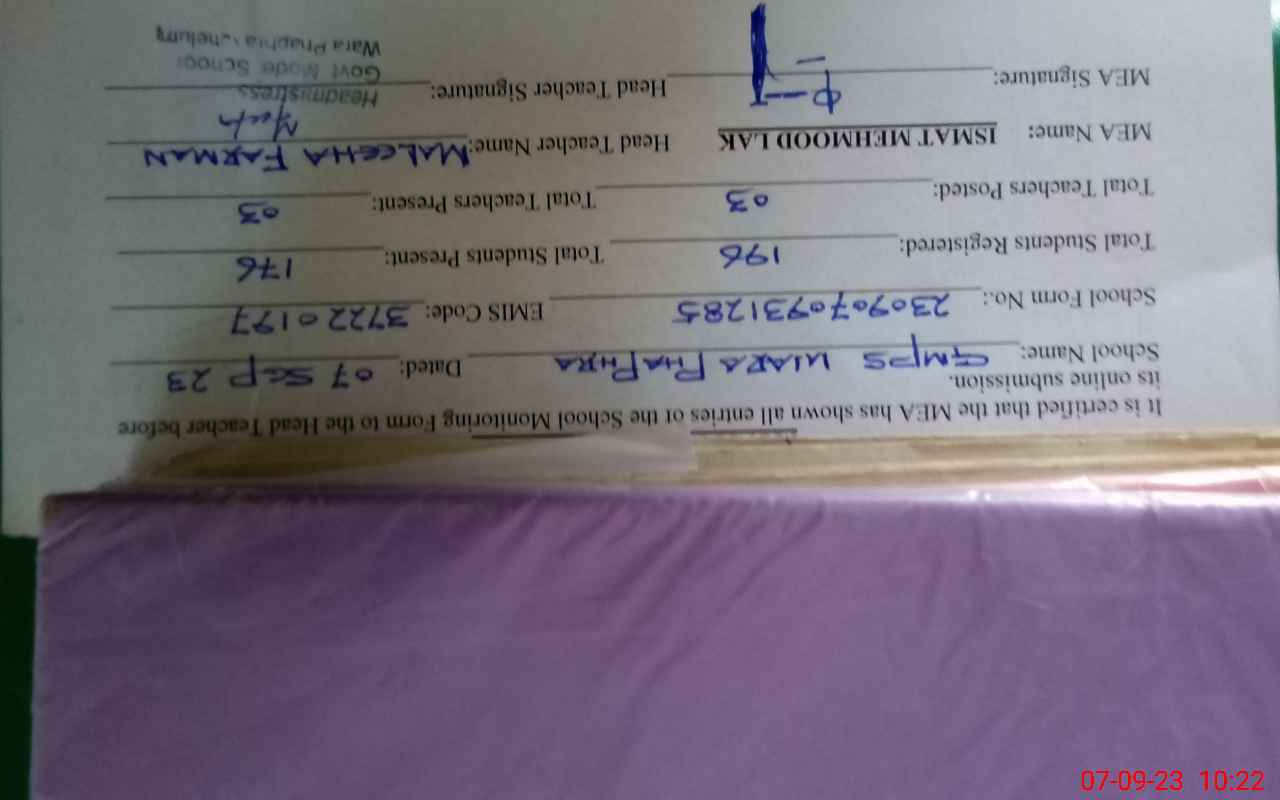 It is certified that the MEA has shown all entries of the School Monitoring Form to the Head Teacher before
its online submission.
School Name: GMPS WARA PHAPHRA Dated: 07 SEP 23
School Form No.: 230907093128S EMIS Code: 37220197
Total Students Registered: 196 Total Students Present: 176
Total Teachers Posted: 03 Total Teachers Present: 03
MEA Name: ISMAT MEHMOOD LAK Head Teacher Name: MALEEHA FARMAN
MEA Signature: Head Teacher Signature:
Headmistress
Govt Model School
Wara Phaphra
07-09-23 10:22